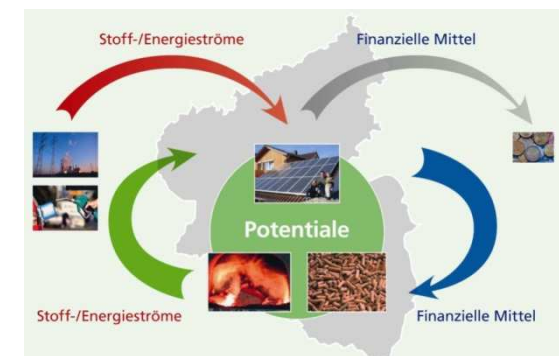 Stoff-/Energieströme
Finanzielle Mittel
Potentiale
Stoff-/Energieströme
Finanzielle Mittel